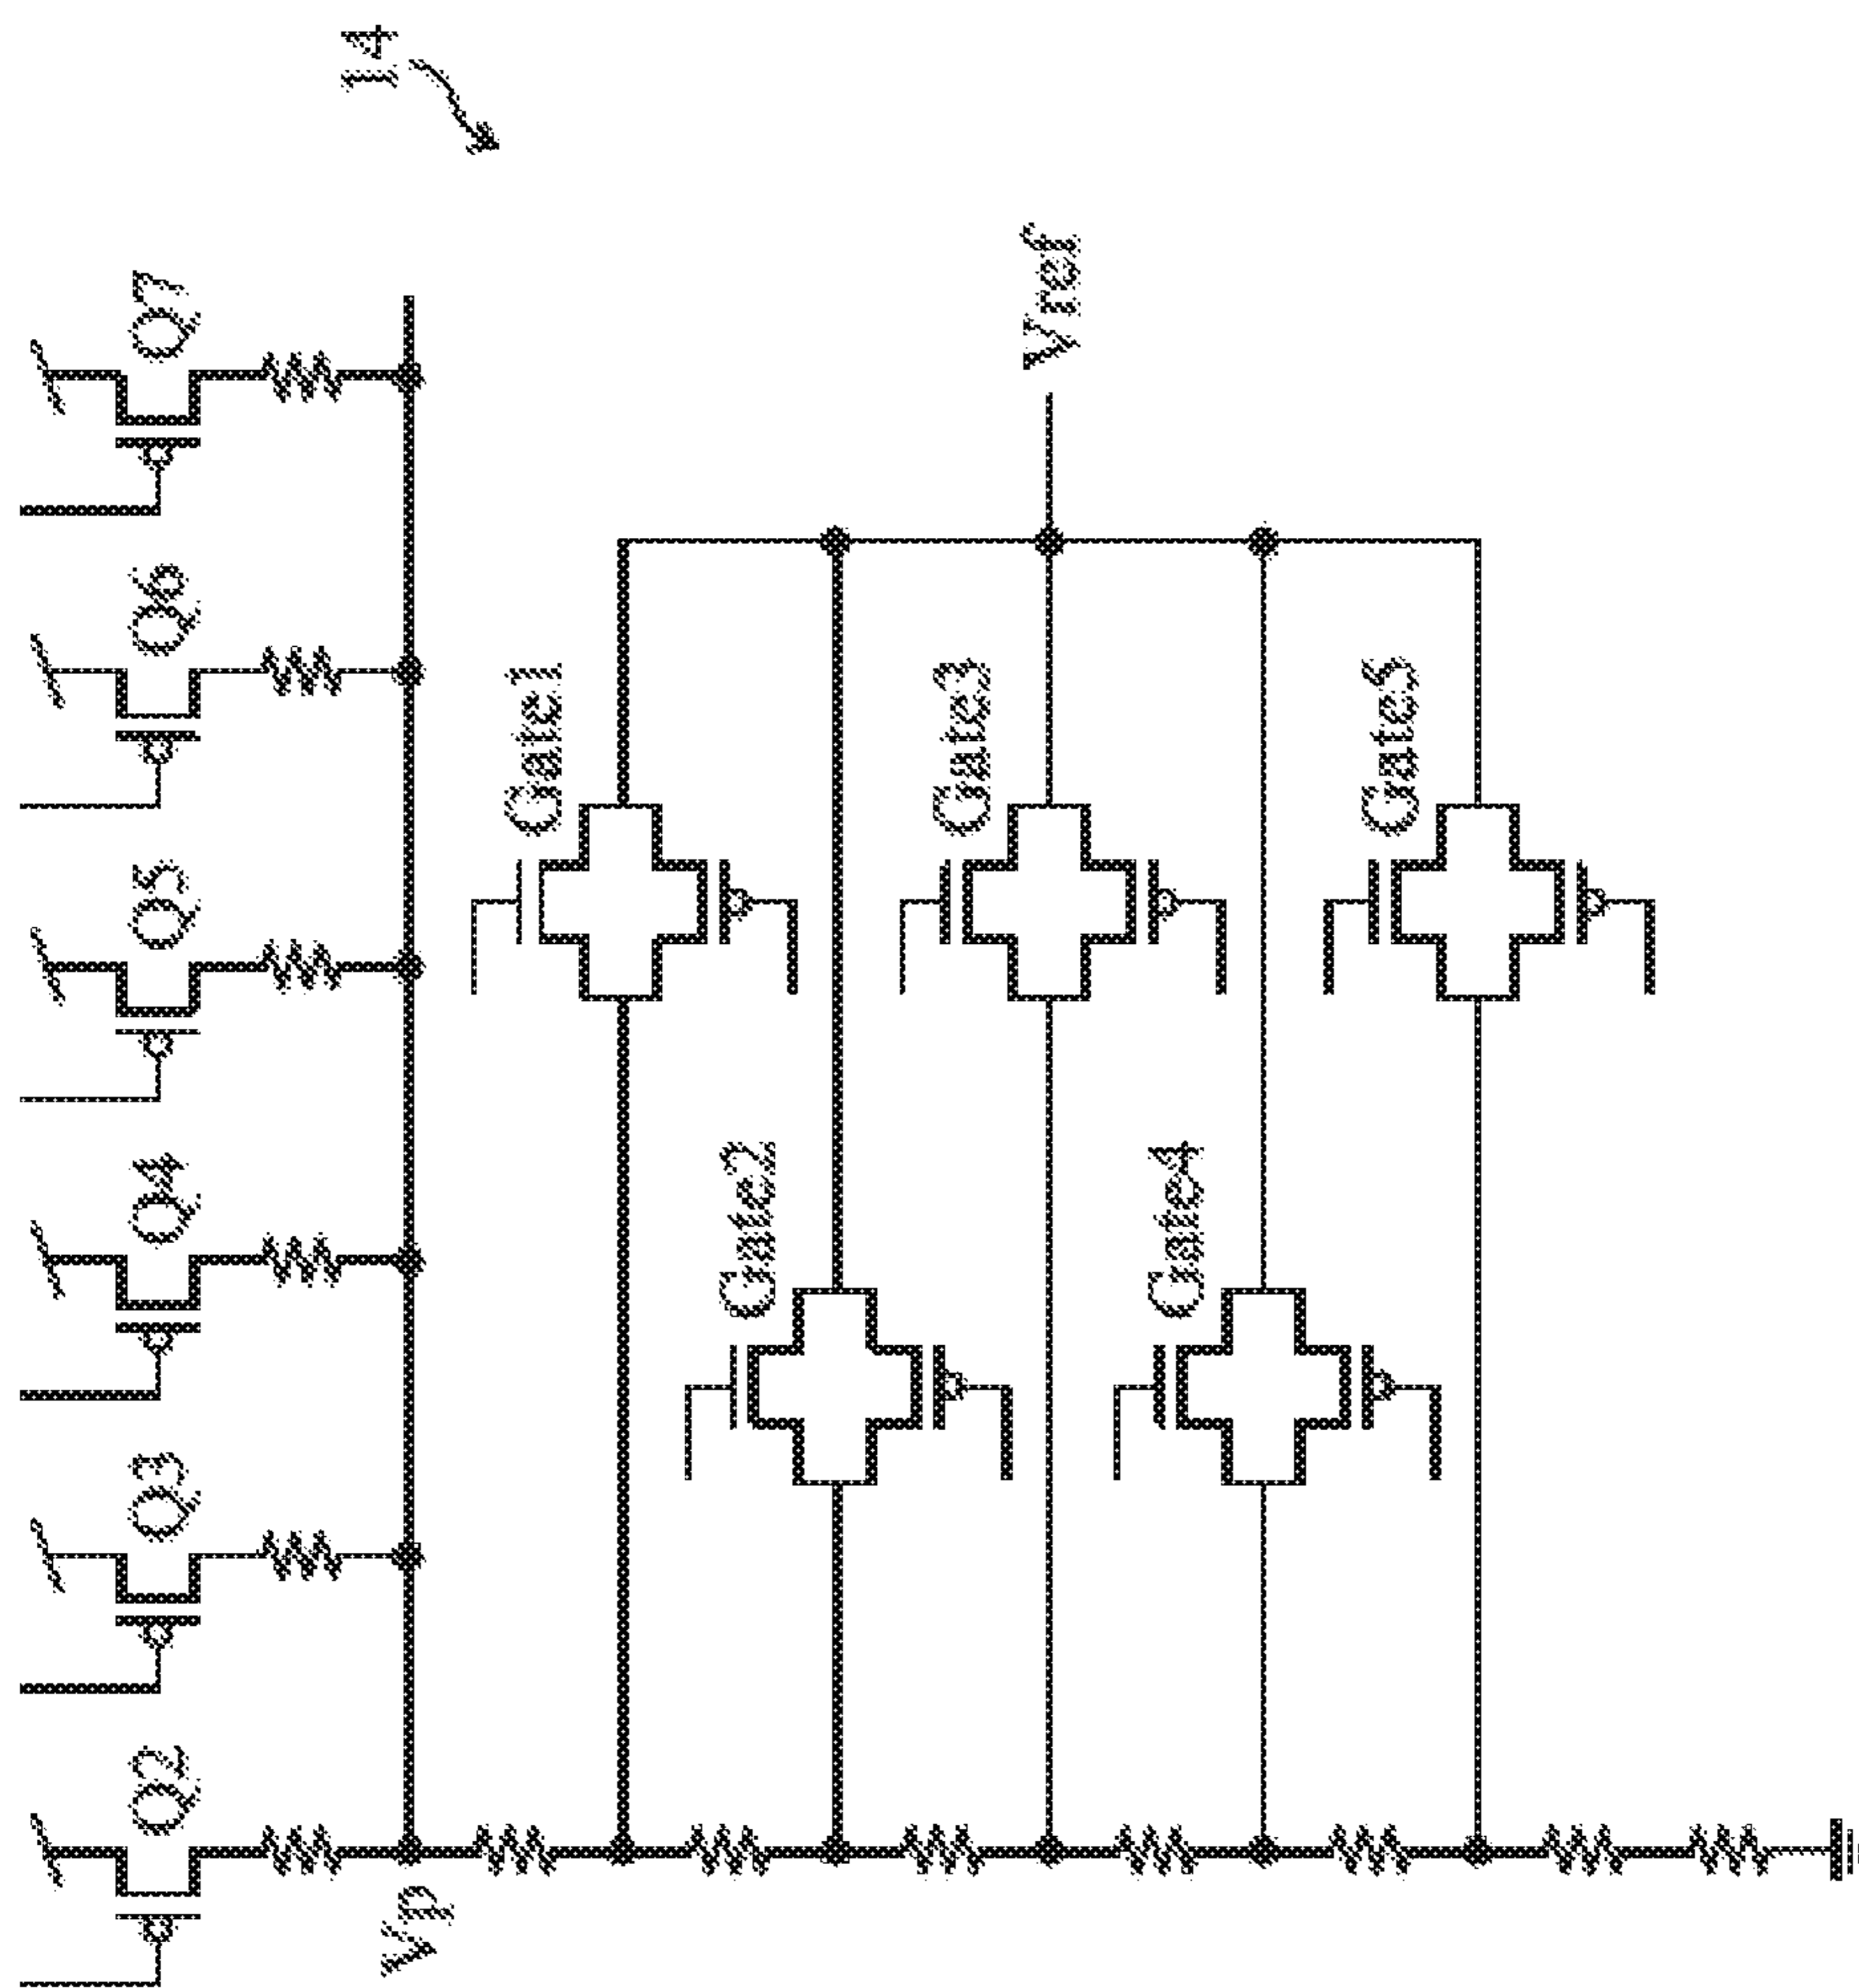 14
Q2
Q3
Q4
Q5
Q6
Q7
Vp
Gate1
Gate2
Gate3
Gate4
Gate5
Vref